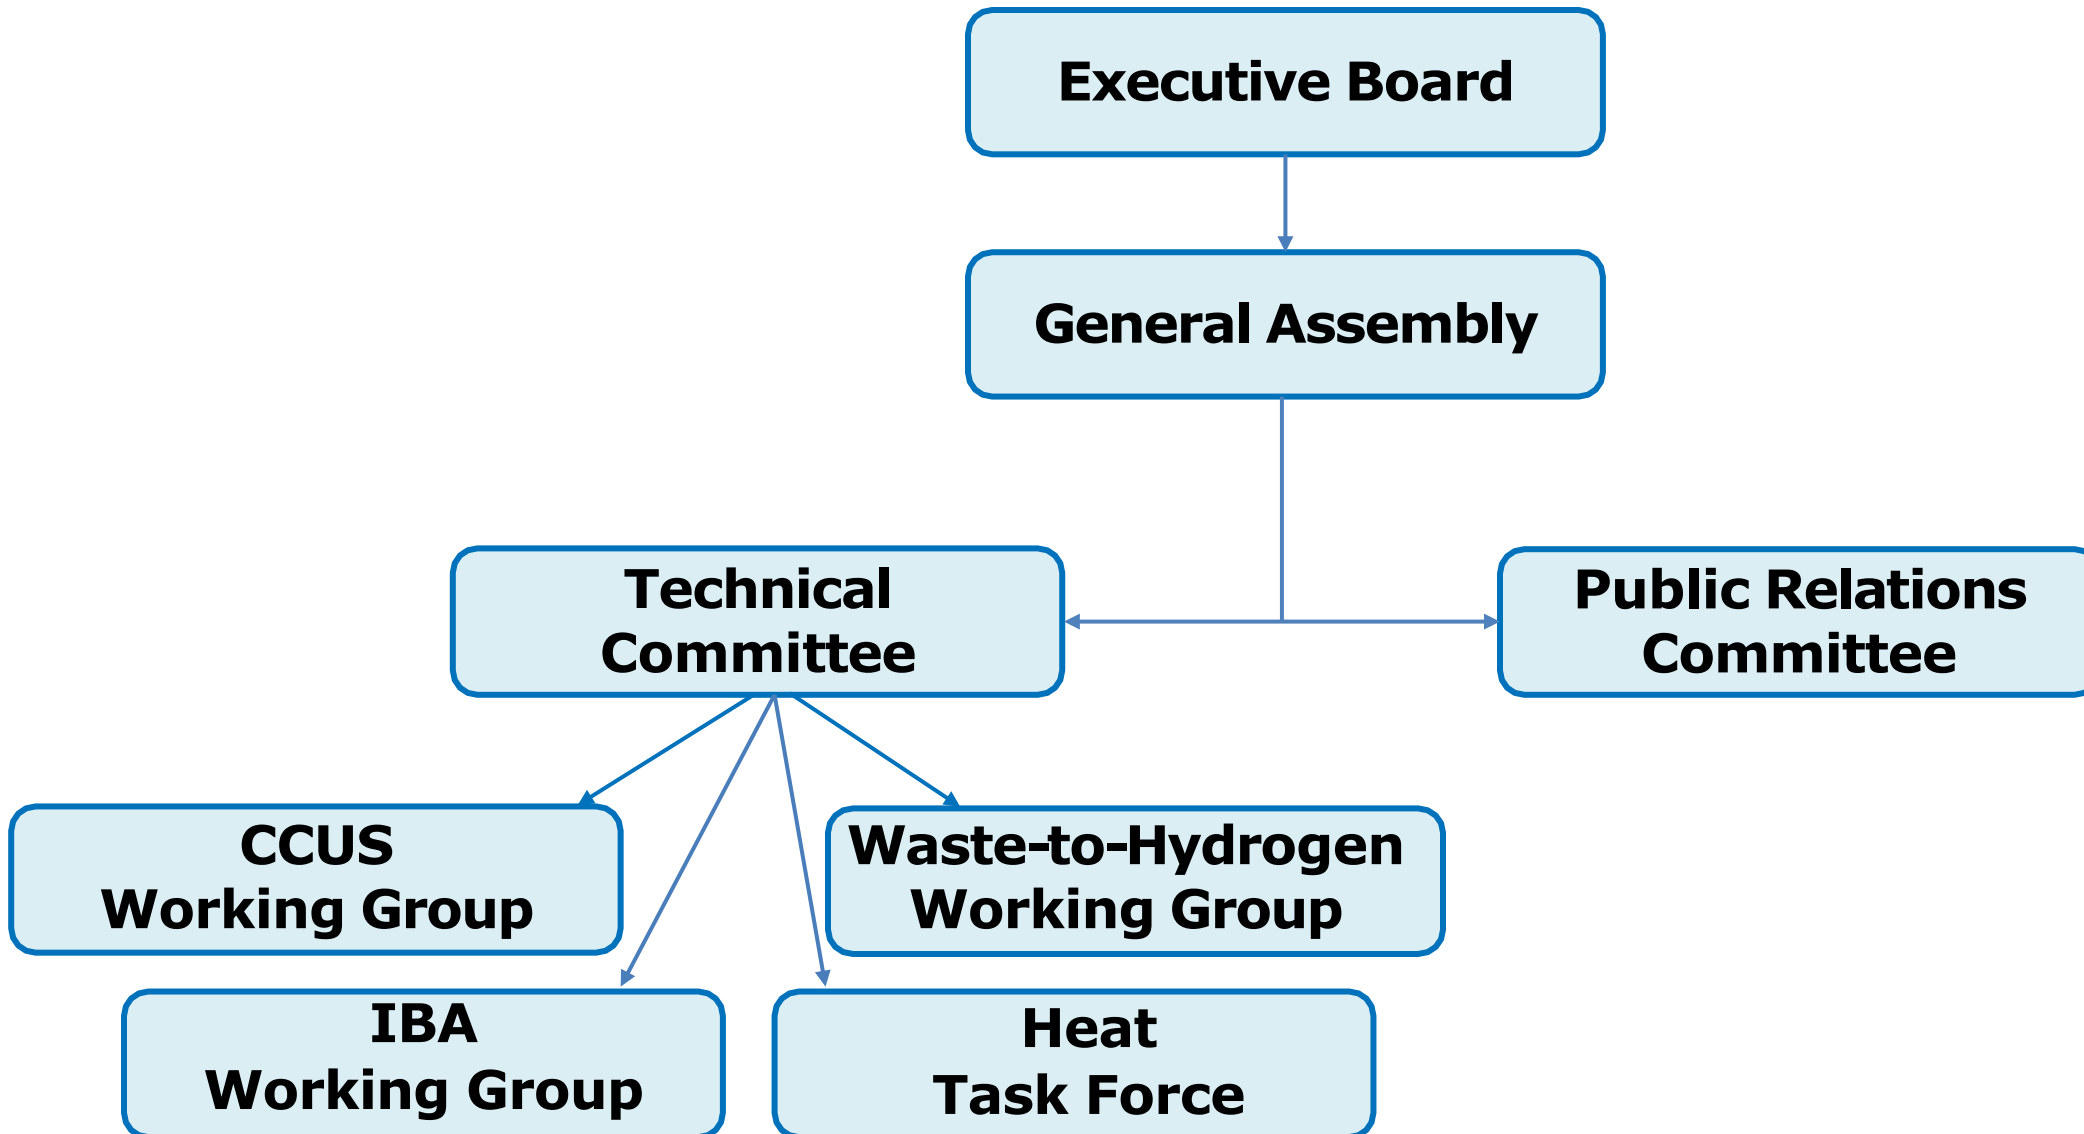 Executive Board
General Assembly
Technical
Committee
Public Relations
Committee
CCUS
Working Group
Waste-to-Hydrogen
Working Group
IBA
Working Group
Heat
Task Force